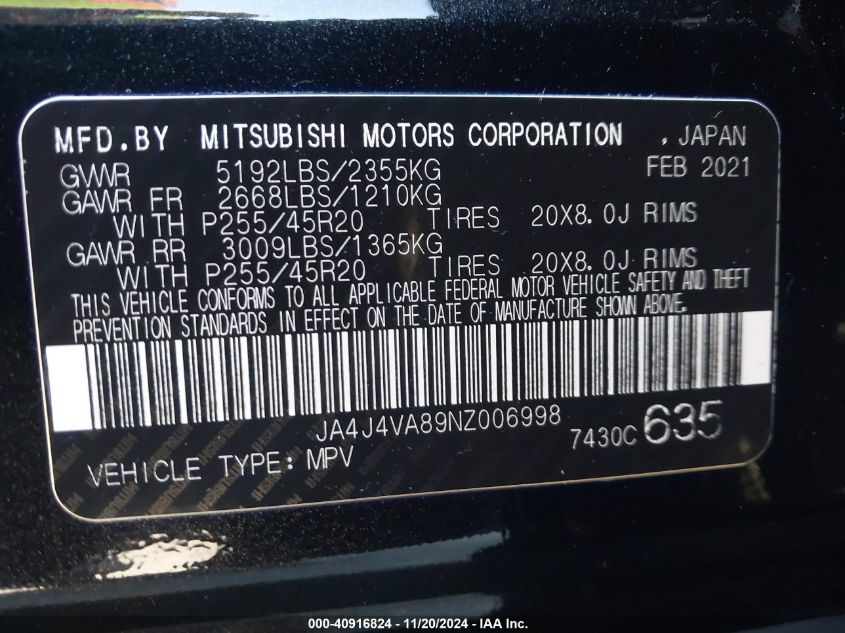 MFD.BY MITSUBISHI MOTORS CORPORATION , JAPAN
GVWR 5192LBS/2355KG FEB 2021
GAWR FR 2668LBS/1210KG
WITH P255/45R20 TIRES 20X8.0J RIMS
GAWR RR 3009LBS/1365KG
WITH P255/45R20 TIRES 20X8.0J RIMS
THIS VEHICLE CONFORMS TO ALL APPLICABLE FEDERAL MOTOR VEHICLE SAFETY AND THEFT
PREVENTION STANDARDS IN EFFECT ON THE DATE OF MANUFACTURE SHOWN ABOVE.
JA4J4VA89NZ006998
7430C 635
VEHICLE TYPE: MPV
000-40916824 - 11/20/2024 - IAA Inc.